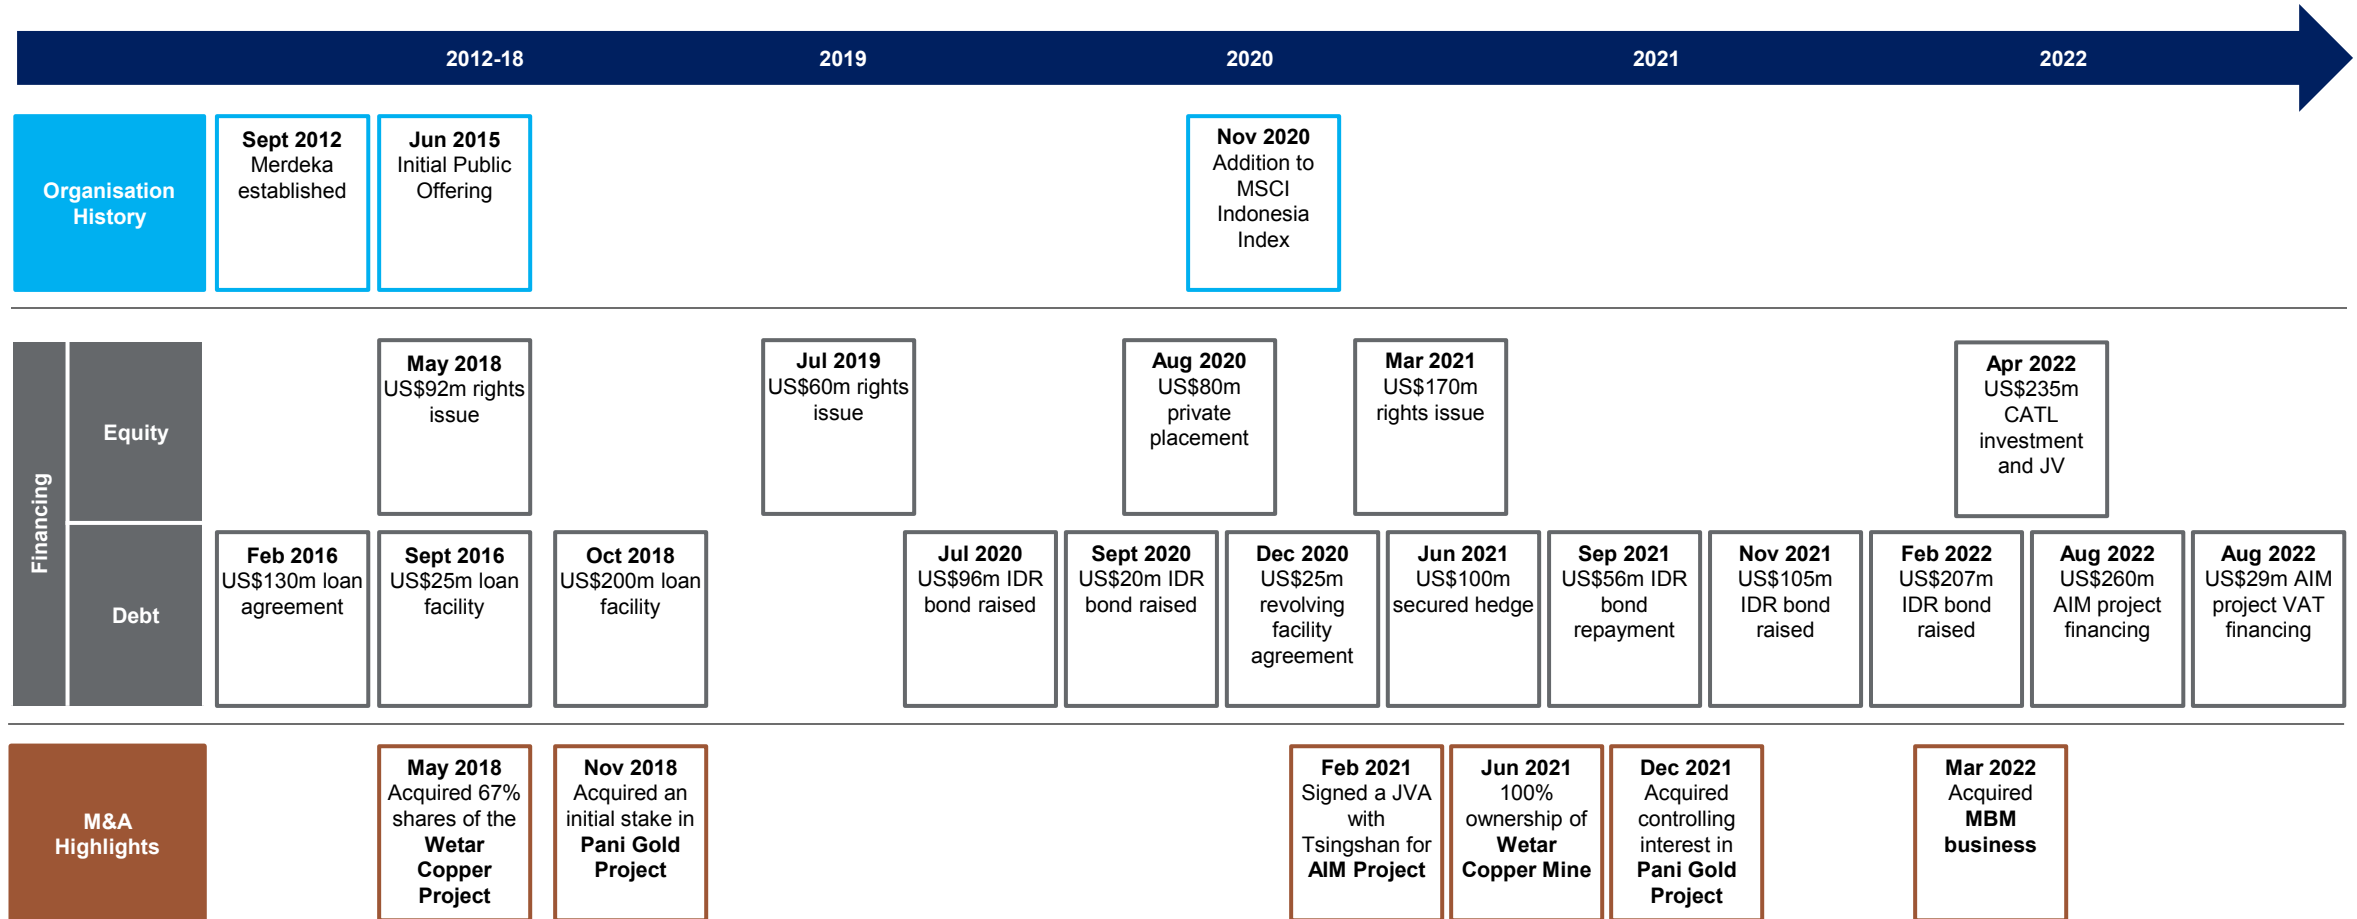 2012-18
2019
2020
2021
2022
Organisation
History
Sept 2012
Merdeka
established
Jun 2015
Initial Public
Offering
Nov 2020
Addition to
MSCI
Indonesia
Index
Financing
Equity
May 2018
US$92m rights
issue
Jul 2019
US$60m rights
issue
Aug 2020
US$80m
private
placement
Mar 2021
US$170m
rights issue
Apr 2022
US$235m
CATL
investment
and JV
Debt
Feb 2016
US$130m loan
agreement
Sept 2016
US$25m loan
facility
Oct 2018
US$200m loan
facility
Jul 2020
US$96m IDR
bond raised
Sept 2020
US$20m IDR
bond raised
Dec 2020
US$25m
revolving
facility
agreement
Jun 2021
US$100m
secured hedge
Sep 2021
US$56m IDR
bond
repayment
Nov 2021
US$105m
IDR bond
raised
Feb 2022
US$207m
IDR bond
raised
Aug 2022
US$260m
AIM project
financing
Aug 2022
US$29m AIM
project VAT
financing
M&A
Highlights
May 2018
Acquired 67%
shares of the
Wetar
Copper
Project
Nov 2018
Acquired an
initial stake in
Pani Gold
Project
Feb 2021
Signed a JVA
with
Tsingshan for
AIM Project
Jun 2021
100%
ownership of
Wetar
Copper Mine
Dec 2021
Acquired
controlling
interest in
Pani Gold
Project
Mar 2022
Acquired
MBM
business